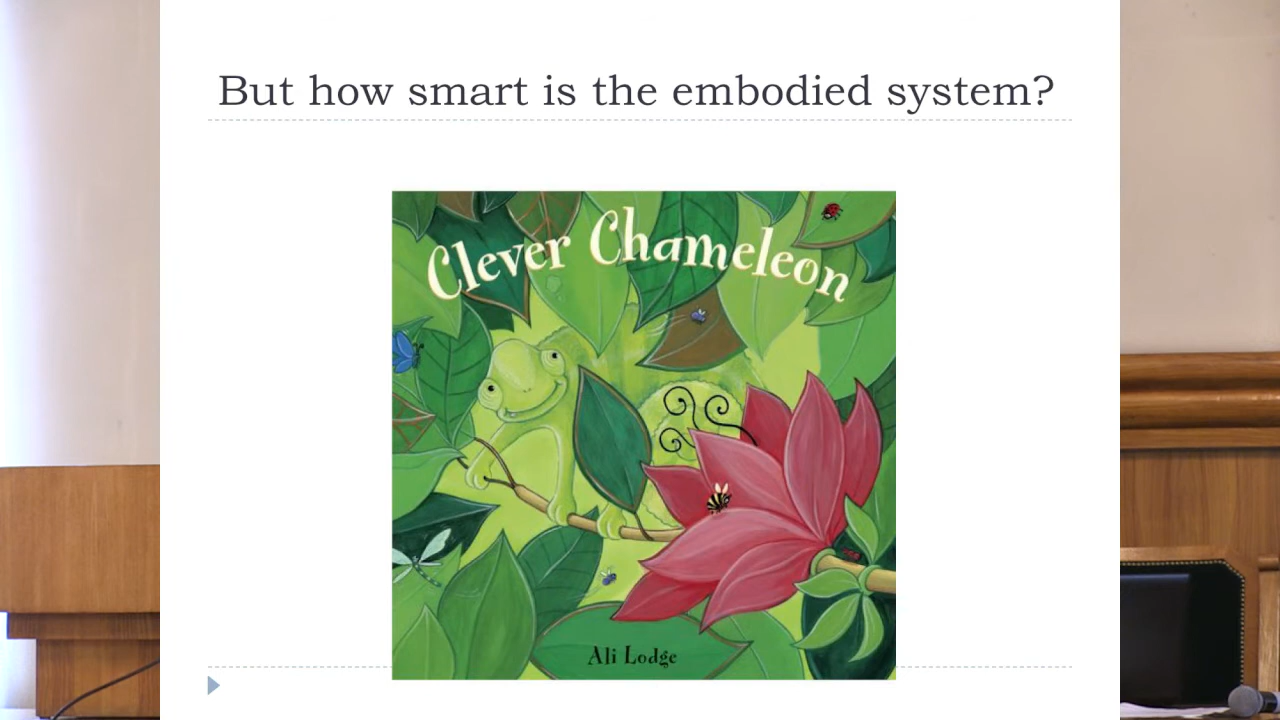 But how smart is the embodied system?
Clever Chameleon
Ali Lodge